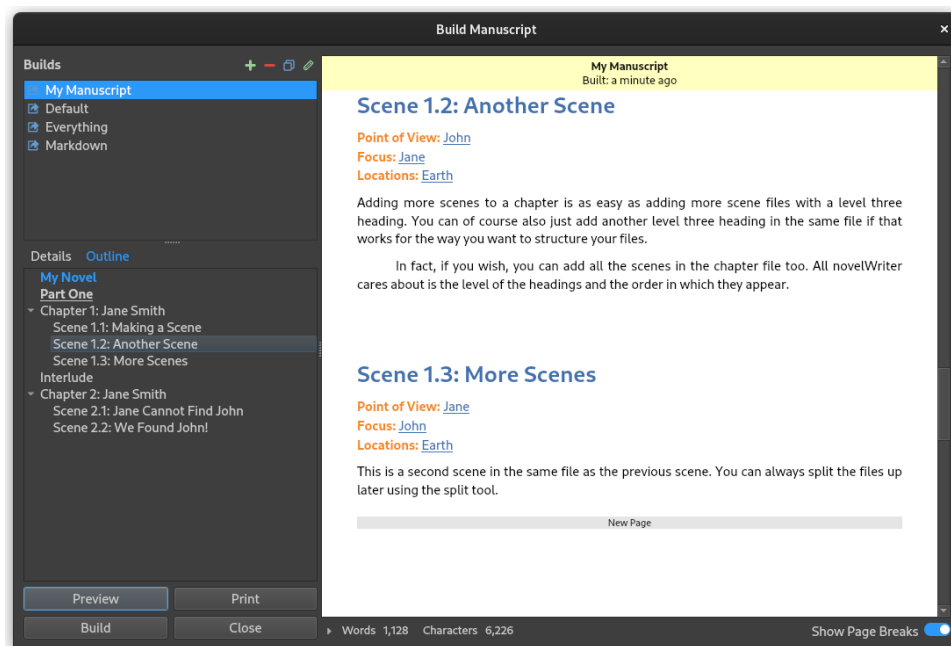 Build Manuscript
Builds
My Manuscript
Default
Everything
Markdown
Details Outline
My Novel
Part One
Chapter 1: Jane Smith
Scene 1.1: Making a Scene
Scene 1.2: Another Scene
Scene 1.3: More Scenes
Interlude
Chapter 2: Jane Smith
Scene 2.1: Jane Cannot Find John
Scene 2.2: We Found John!
Preview Print
Build Close
My Manuscript
Built: a minute ago
Scene 1.2: Another Scene
Point of View: John
Focus: Jane
Locations: Earth
Adding more scenes to a chapter is as easy as adding more scene files with a level three
heading. You can of course also just add another level three heading in the same file if that
works for the way you want to structure your files.
In fact, if you wish, you can add all the scenes in the chapter file too. All novelWriter
cares about is the level of the headings and the order in which they appear.
Scene 1.3: More Scenes
Point of View: Jane
Focus: John
Locations: Earth
This is a second scene in the same file as the previous scene. You can always split the files up
later using the split tool.
New Page
Words 1,128 Characters 6,226
Show Page Breaks